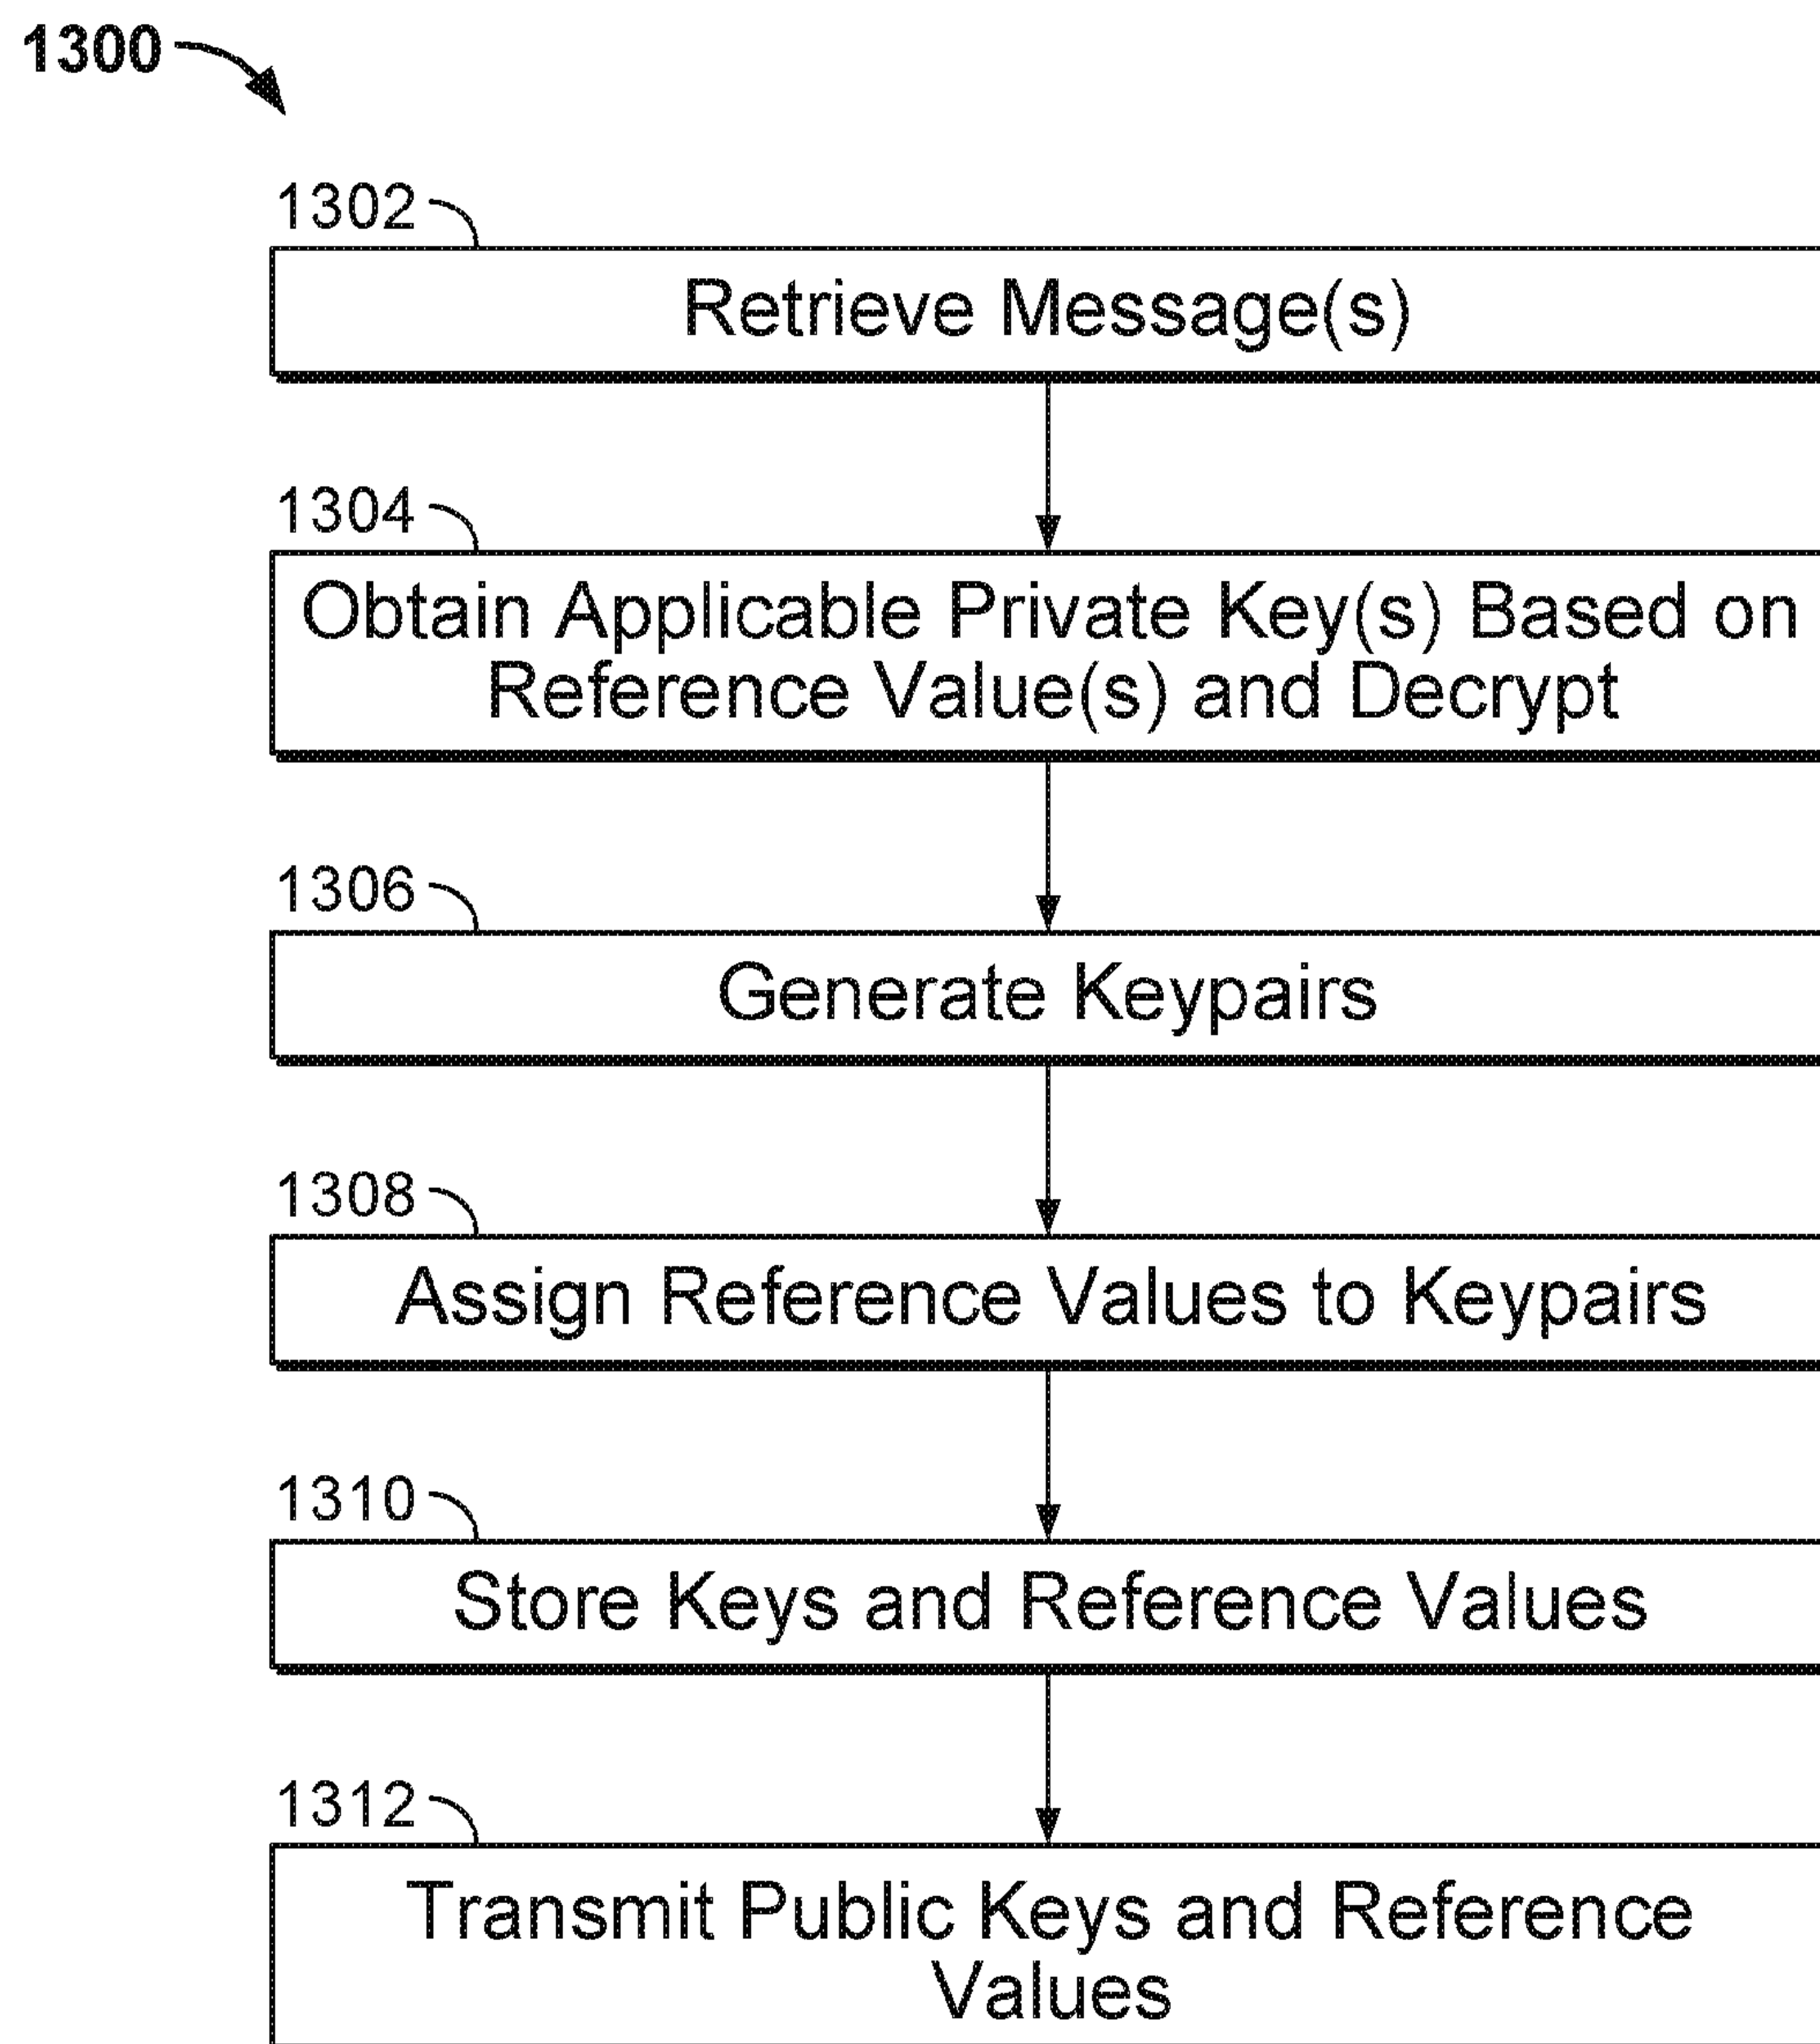 1300
1302
Retrieve Message(s)
1304
Obtain Applicable Private Key(s) Based on
Reference Value(s) and Decrypt
1306
Generate Keypairs
1308
Assign Reference Values to Keypairs
1310
Store Keys and Reference Values
1312
Transmit Public Keys and Reference
Values